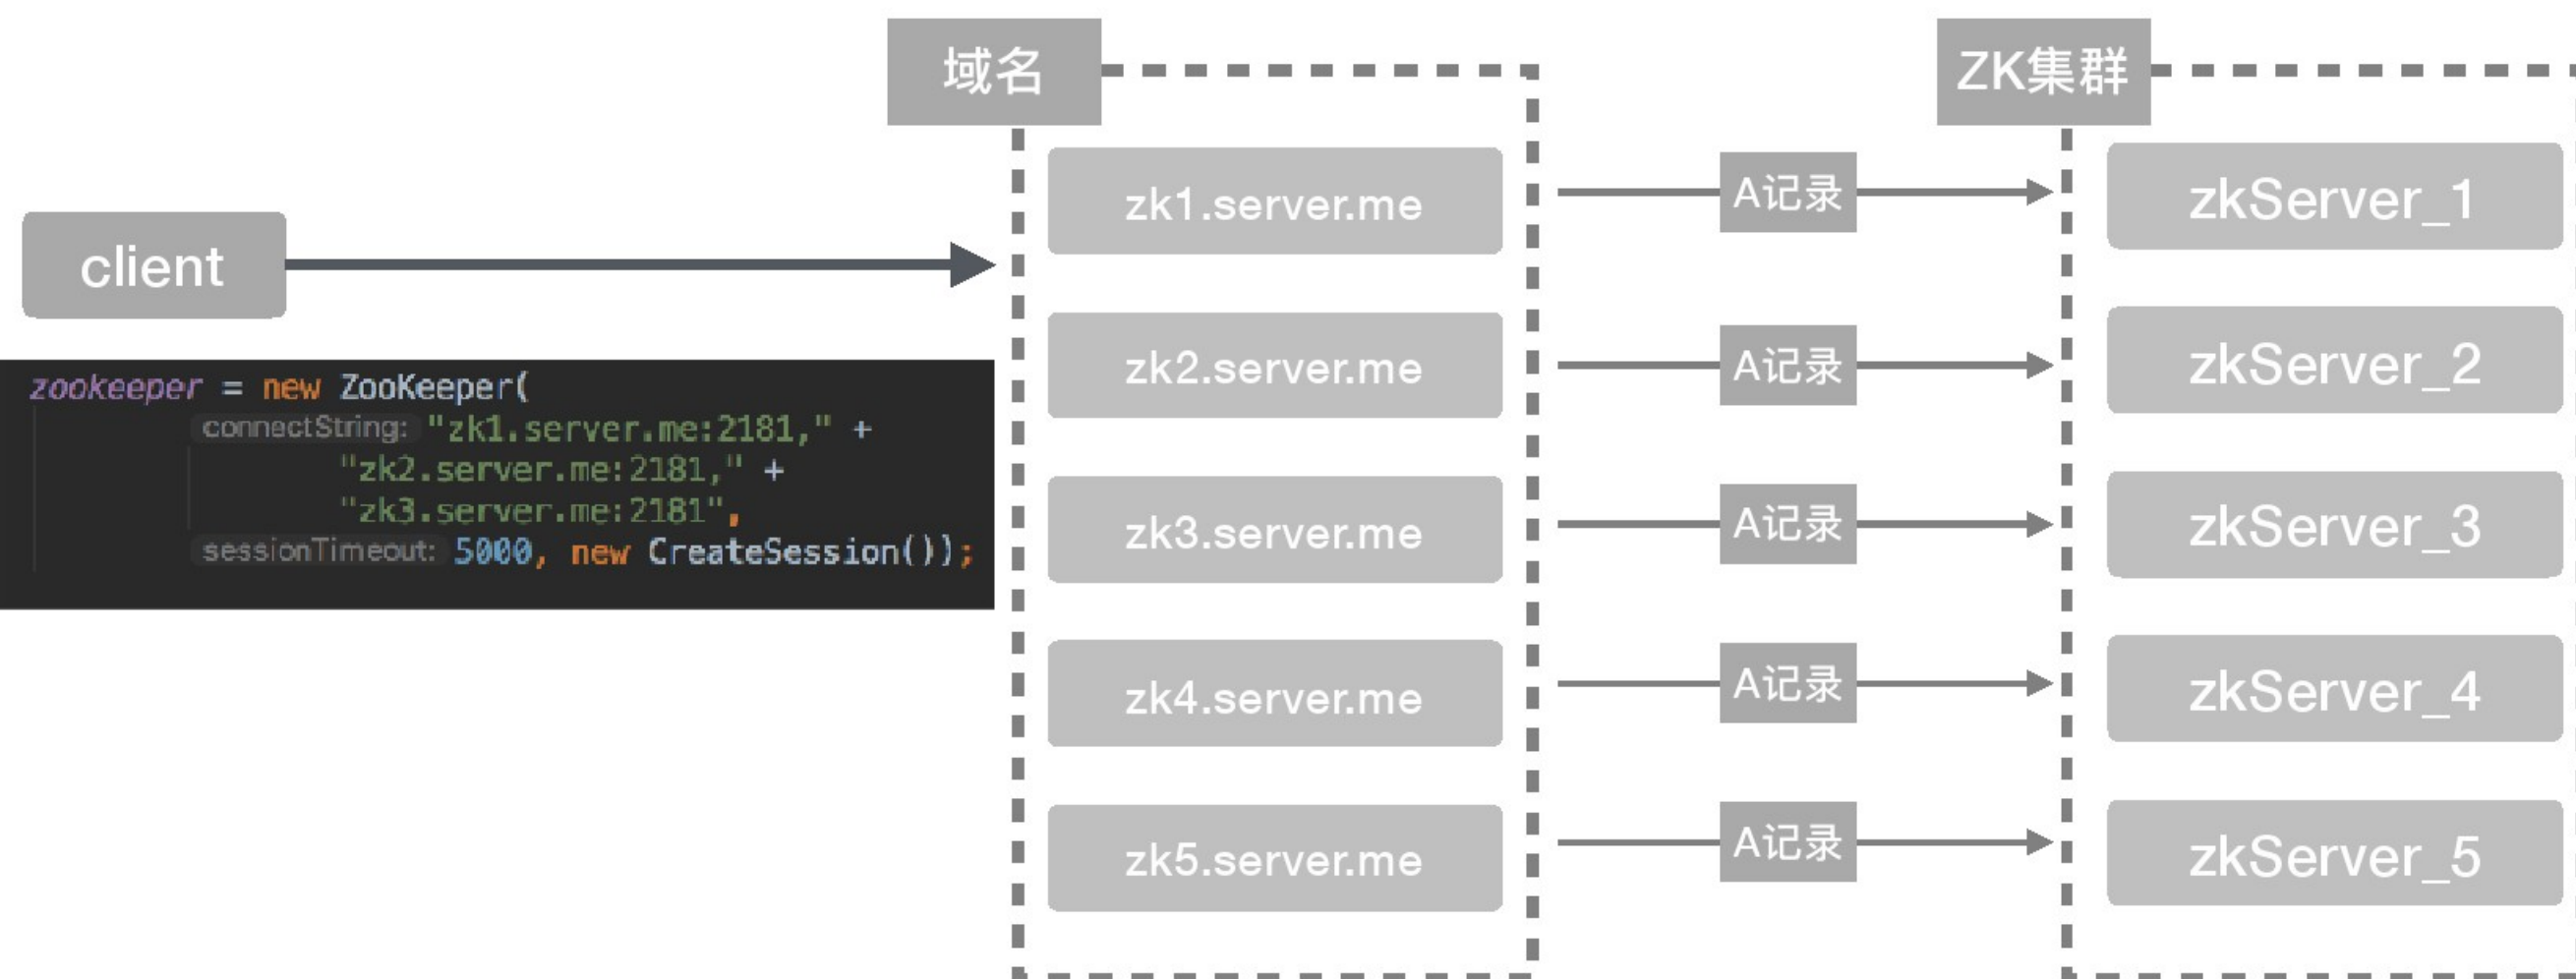 域名
ZK集群
client
zookeeper = new ZooKeeper(
connectString: "zk1.server.me:2181," +
"zk2.server.me:2181," +
"zk3.server.me:2181",
sessionTimeout: 5000, new CreateSession());
zk1.server.me
A记录
zkServer_1
zk2.server.me
A记录
zkServer_2
zk3.server.me
A记录
zkServer_3
zk4.server.me
A记录
zkServer_4
zk5.server.me
A记录
zkServer_5